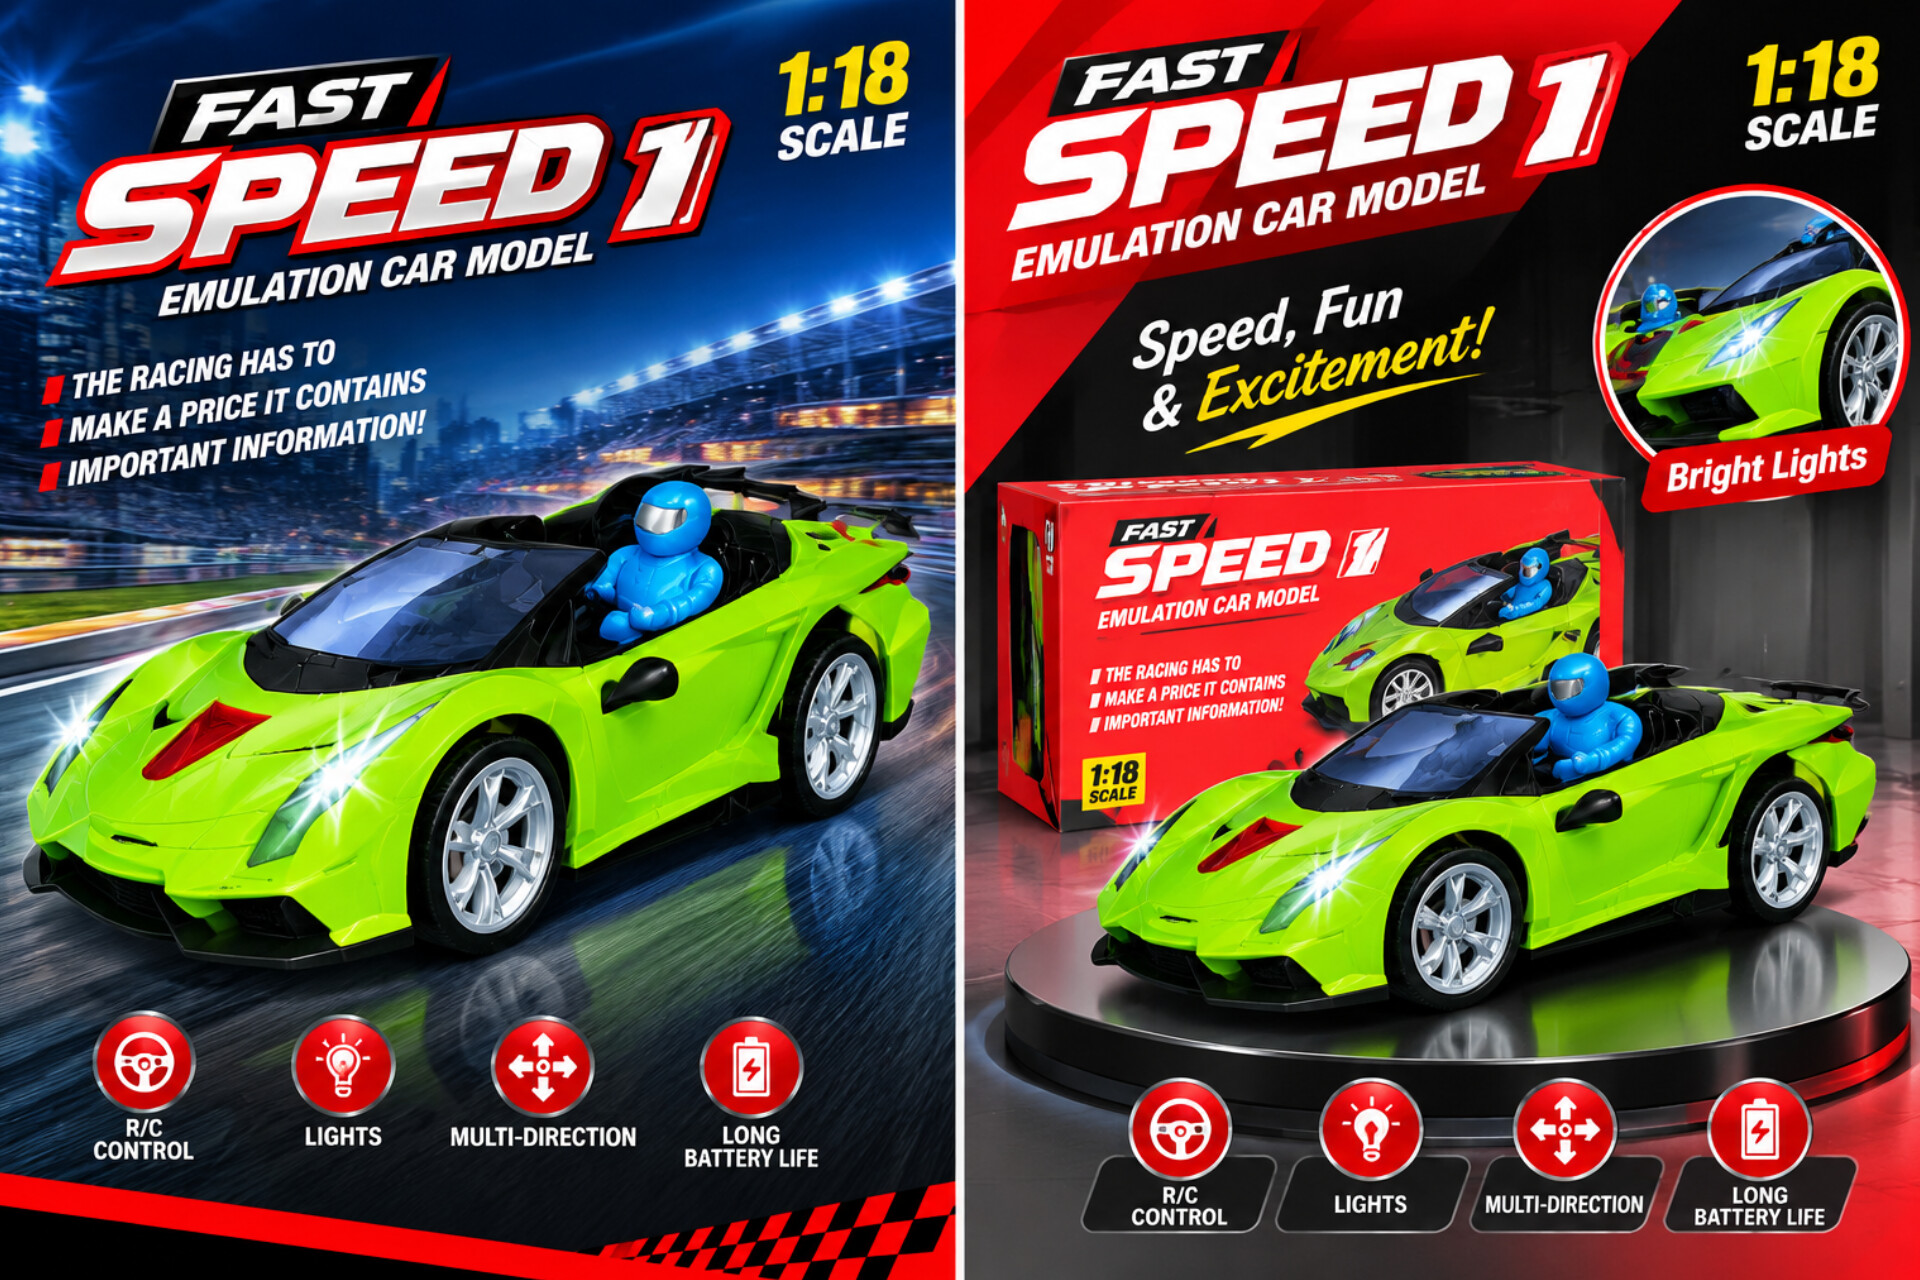 FAST
SPEED 1
EMULATION CAR MODEL
1:18
SCALE
THE RACING HAS TO
MAKE A PRICE IT CONTAINS
IMPORTANT INFORMATION!
R/C
CONTROL
LIGHTS
MULTI-DIRECTION
LONG
BATTERY LIFE
FAST
SPEED 1
EMULATION CAR MODEL
1:18
SCALE
Speed, Fun
& Excitement!
Bright Lights
FAST
SPEED 1
EMULATION CAR MODEL
THE RACING HAS TO
MAKE A PRICE IT CONTAINS
IMPORTANT INFORMATION!
1:18
SCALE
R/C
CONTROL
LIGHTS
MULTI-DIRECTION
LONG
BATTERY LIFE